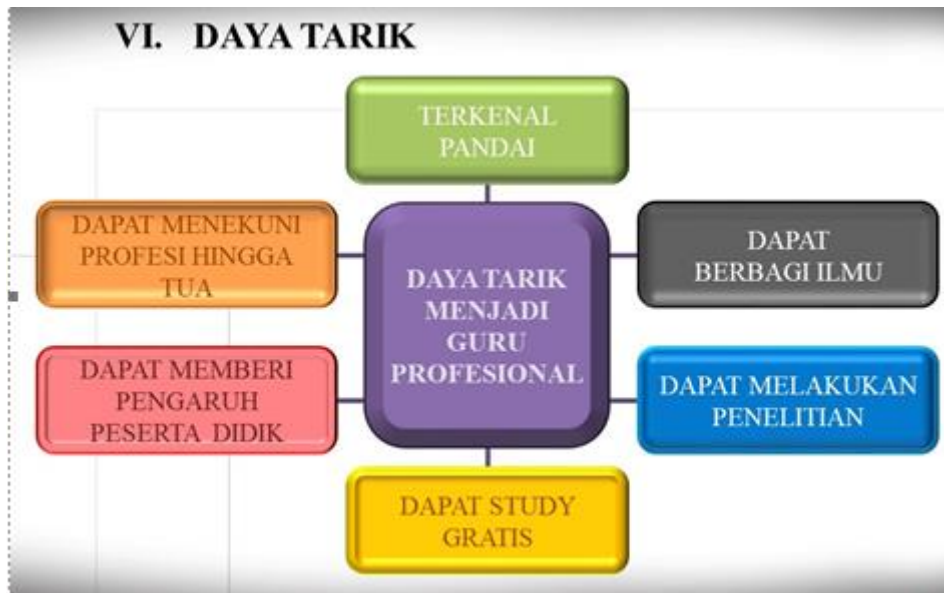 VI. DAYA TARIK
TERKENAL
PANDAI
DAPAT MENEKUNI
PROFESI HINGGA
TUA
DAYA TARIK
MENJADI
GURU
PROFESIONAL
DAPAT
BERBAGI ILMU
DAPAT MEMBERI
PENGARUH
PESERTA DIDIK
DAPAT MELAKUKAN
PENELITIAN
DAPAT STUDY
GRATIS